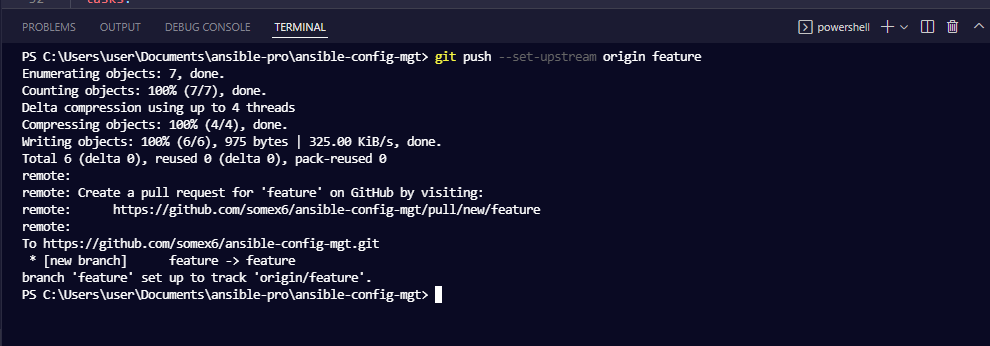 52 tasks:
PROBLEMS OUTPUT DEBUG CONSOLE TERMINAL powershell
PS C:\Users\user\Documents\ansible-pro\ansible-config-mgt> git push --set-upstream origin feature
Enumerating objects: 7, done.
Counting objects: 100% (7/7), done.
Delta compression using up to 4 threads
Compressing objects: 100% (4/4), done.
Writing objects: 100% (6/6), 975 bytes | 325.00 KiB/s, done.
Total 6 (delta 0), reused 0 (delta 0), pack-reused 0
remote:
remote: Create a pull request for 'feature' on GitHub by visiting:
remote:      https://github.com/somex6/ansible-config-mgt/pull/new/feature
remote:
To https://github.com/somex6/ansible-config-mgt.git
 * [new branch]      feature -> feature
branch 'feature' set up to track 'origin/feature'.
PS C:\Users\user\Documents\ansible-pro\ansible-config-mgt>